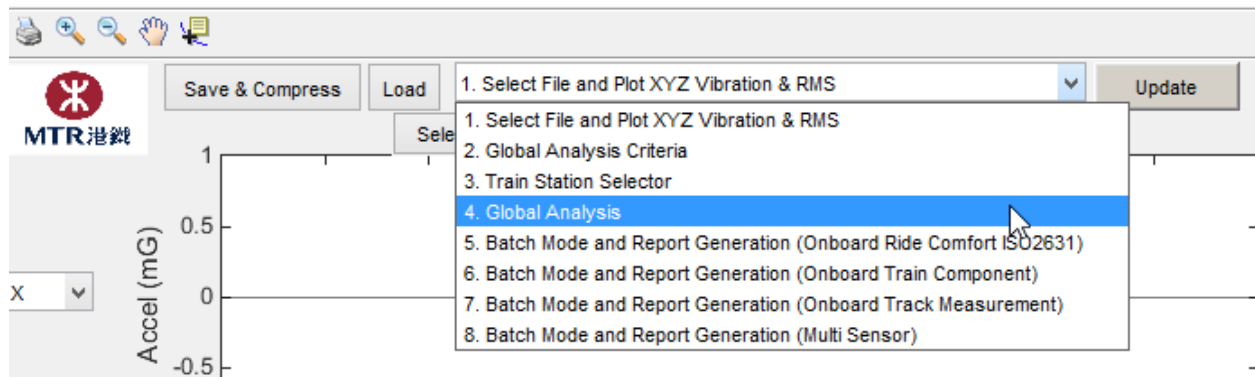 Save & Compress
Load
1. Select File and Plot XYZ Vibration & RMS
Update
MTR港鐵
Sele
1. Select File and Plot XYZ Vibration & RMS
2. Global Analysis Criteria
3. Train Station Selector
4. Global Analysis
5. Batch Mode and Report Generation (Onboard Ride Comfort ISO2631)
6. Batch Mode and Report Generation (Onboard Train Component)
7. Batch Mode and Report Generation (Onboard Track Measurement)
8. Batch Mode and Report Generation (Multi Sensor)
X
Accel (mG)
1
0.5
0
-0.5